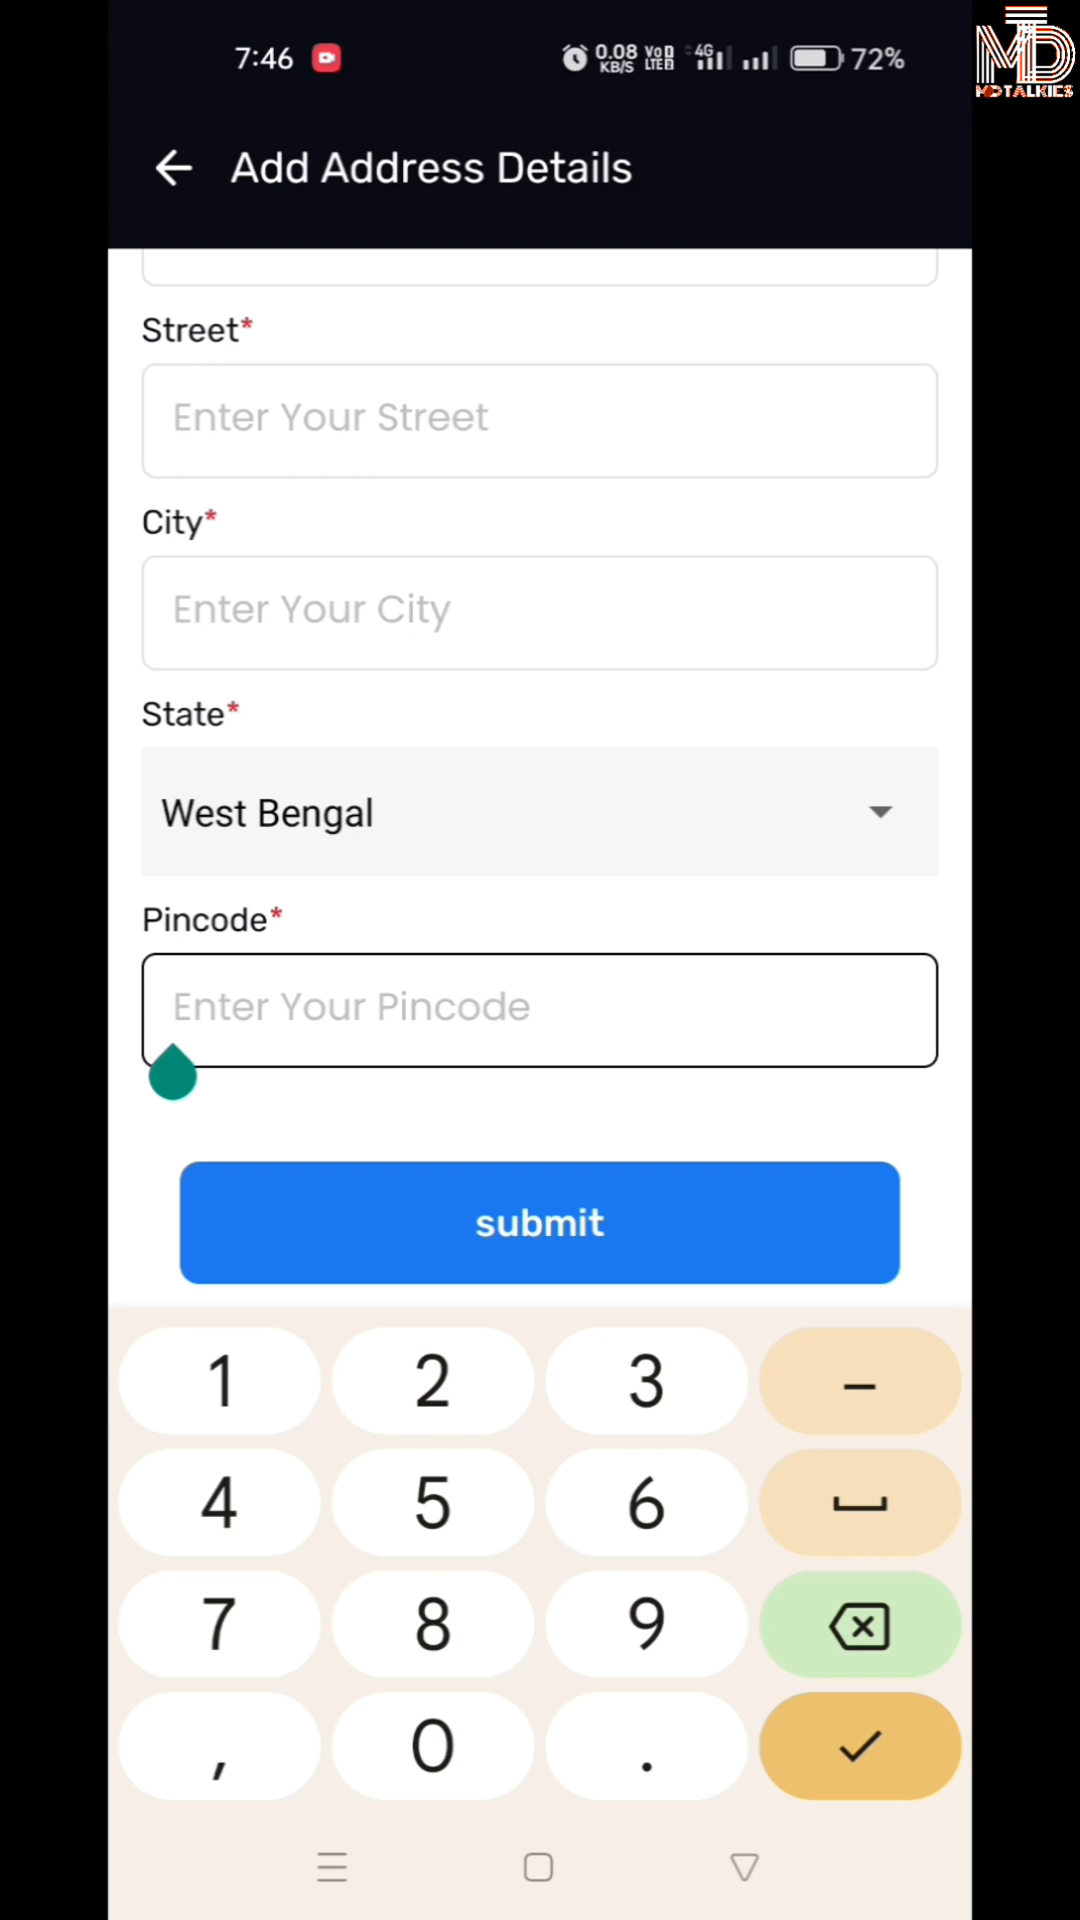 7:46 0.08 KB/S VoD LTE2 4G 72%
MD
MDTALKIES
Add Address Details
Street*
Enter Your Street
City*
Enter Your City
State*
West Bengal
Pincode*
Enter Your Pincode
submit
1 2 3 –
4 5 6
7 8 9
, 0 .